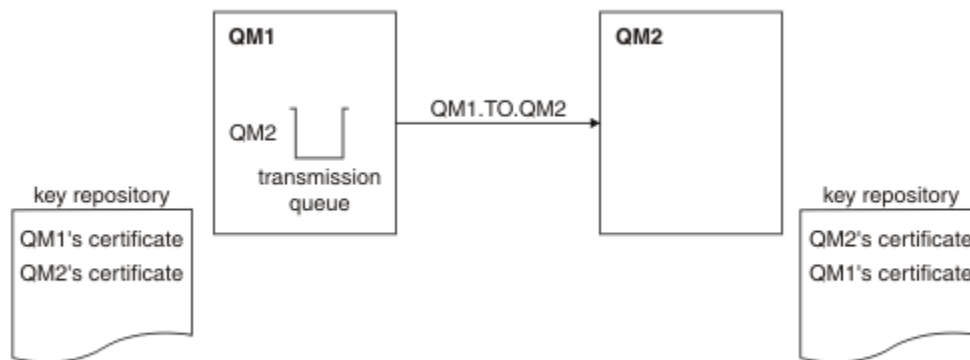 QM1
QM2
QM1.TO.QM2
QM2
transmission
queue
key repository
QM1's certificate
QM2's certificate
key repository
QM2's certificate
QM1's certificate